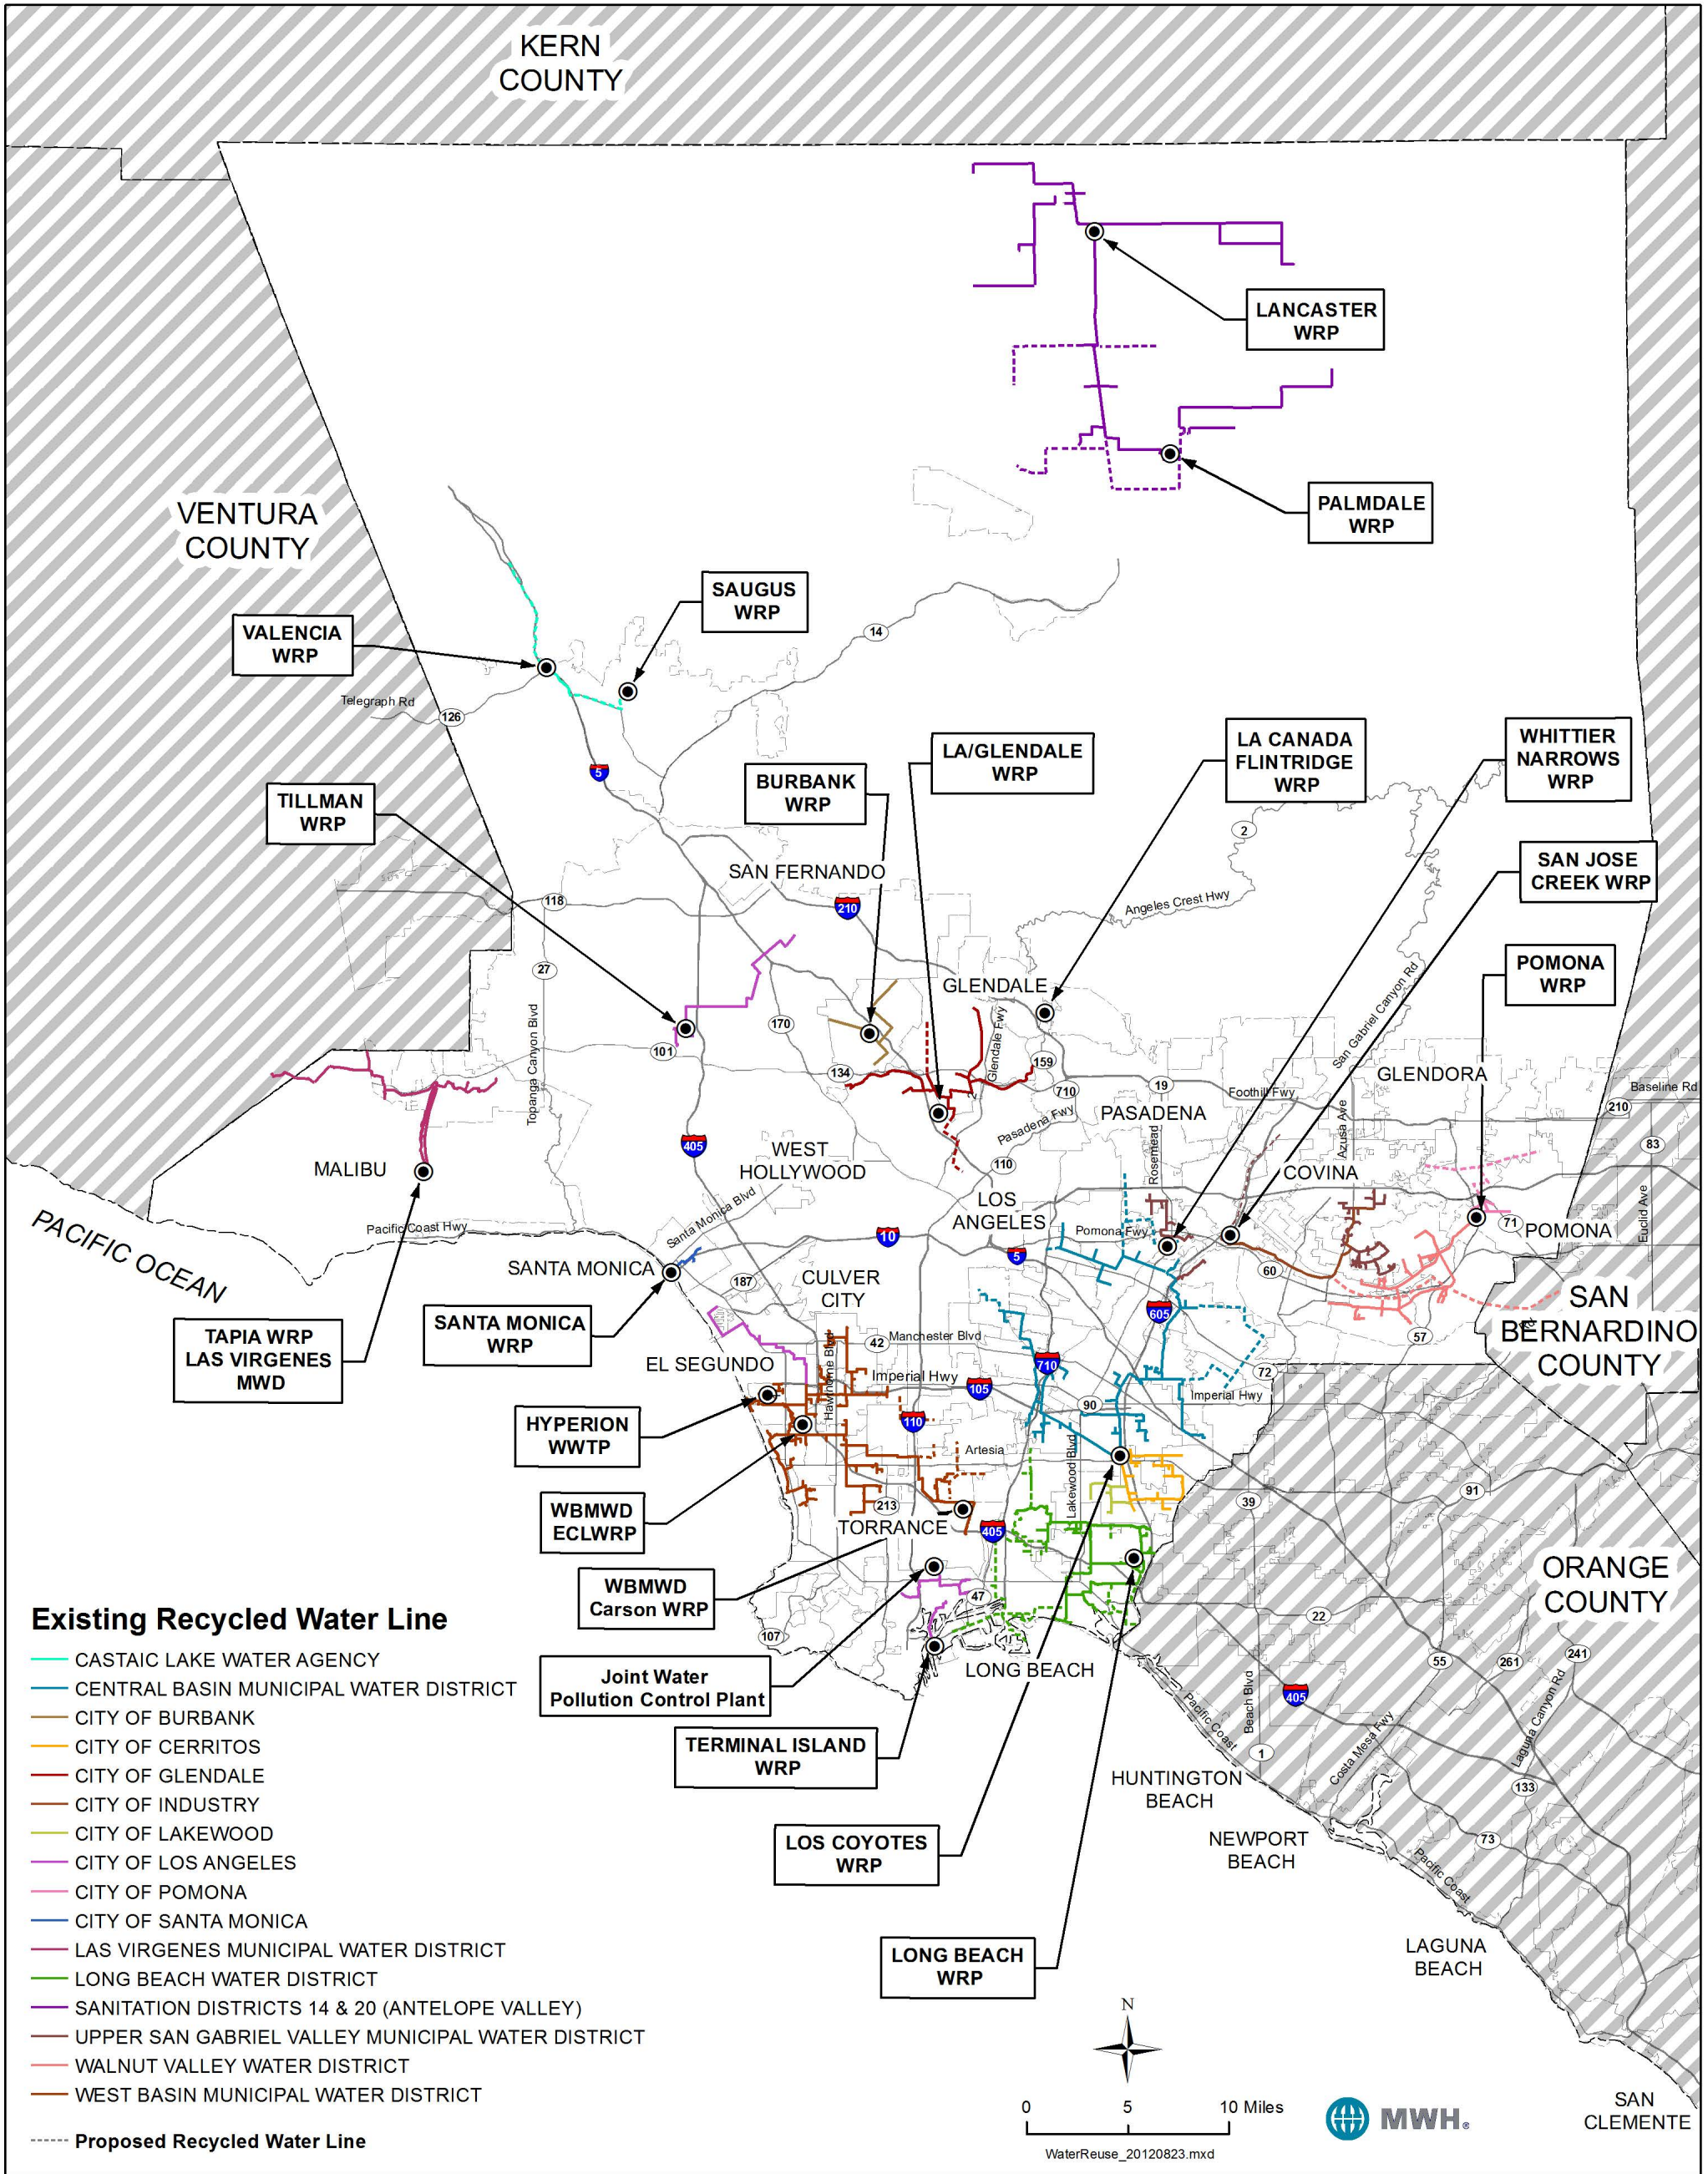 KERN
COUNTY
LANCASTER
WRP
PALMDALE
WRP
VENTURA
COUNTY
SAUGUS
WRP
VALENCIA
WRP
14
Telegraph Rd
126
5
LA/GLENDALE
WRP
LA CANADA
FLINTRIDGE
WRP
WHITTIER
NARROWS
WRP
BURBANK
WRP
TILLMAN
WRP
2
SAN JOSE
CREEK WRP
SAN FERNANDO
118
210
Angeles Crest Hwy
POMONA
WRP
27
GLENDALE
San Gabriel Canyon Rd
Topanga Canyon Blvd
170
101
Glendale Fwy
134
159
710
19
Foothill Fwy
GLENDORA
Baseline Rd
210
2
PASADENA
Azusa Ave
Pasadena Fwy
405
110
83
WEST
HOLLYWOOD
Rosemead
COVINA
MALIBU
Santa Monica Blvd
LOS
ANGELES
Euclid Ave
Pacific Coast Hwy
PACIFIC OCEAN
10
5
Pomona Fwy
71
POMONA
SANTA MONICA
187
CULVER
CITY
60
605
SAN
BERNARDINO
COUNTY
Rd
TAPIA WRP
LAS VIRGENES
MWD
SANTA MONICA
WRP
42
Manchester Blvd
57
EL SEGUNDO
Hawthorne Blvd
710
72
Imperial Hwy
105
Imperial Hwy
90
HYPERION
WWTP
110
Artesia
Lakewood Blvd
WBMWD
ECLWRP
213
39
91
TORRANCE
405
WBMWD
Carson WRP
ORANGE
COUNTY
47
22
107
Joint Water
Pollution Control Plant
LONG BEACH
55
261
241
405
Beach Blvd
Pacific Coast
Costa Mesa Fwy
Laguna Canyon Rd
TERMINAL ISLAND
WRP
1
133
HUNTINGTON
BEACH
LOS COYOTES
WRP
NEWPORT
BEACH
73
Pacific Coast
LONG BEACH
WRP
LAGUNA
BEACH
SAN
CLEMENTE
Existing Recycled Water Line
CASTAIC LAKE WATER AGENCY
CENTRAL BASIN MUNICIPAL WATER DISTRICT
CITY OF BURBANK
CITY OF CERRITOS
CITY OF GLENDALE
CITY OF INDUSTRY
CITY OF LAKEWOOD
CITY OF LOS ANGELES
CITY OF POMONA
CITY OF SANTA MONICA
LAS VIRGENES MUNICIPAL WATER DISTRICT
LONG BEACH WATER DISTRICT
SANITATION DISTRICTS 14 & 20 (ANTELOPE VALLEY)
UPPER SAN GABRIEL VALLEY MUNICIPAL WATER DISTRICT
WALNUT VALLEY WATER DISTRICT
WEST BASIN MUNICIPAL WATER DISTRICT
Proposed Recycled Water Line
N
0 5 10 Miles
WaterReuse_20120823.mxd
MWH®